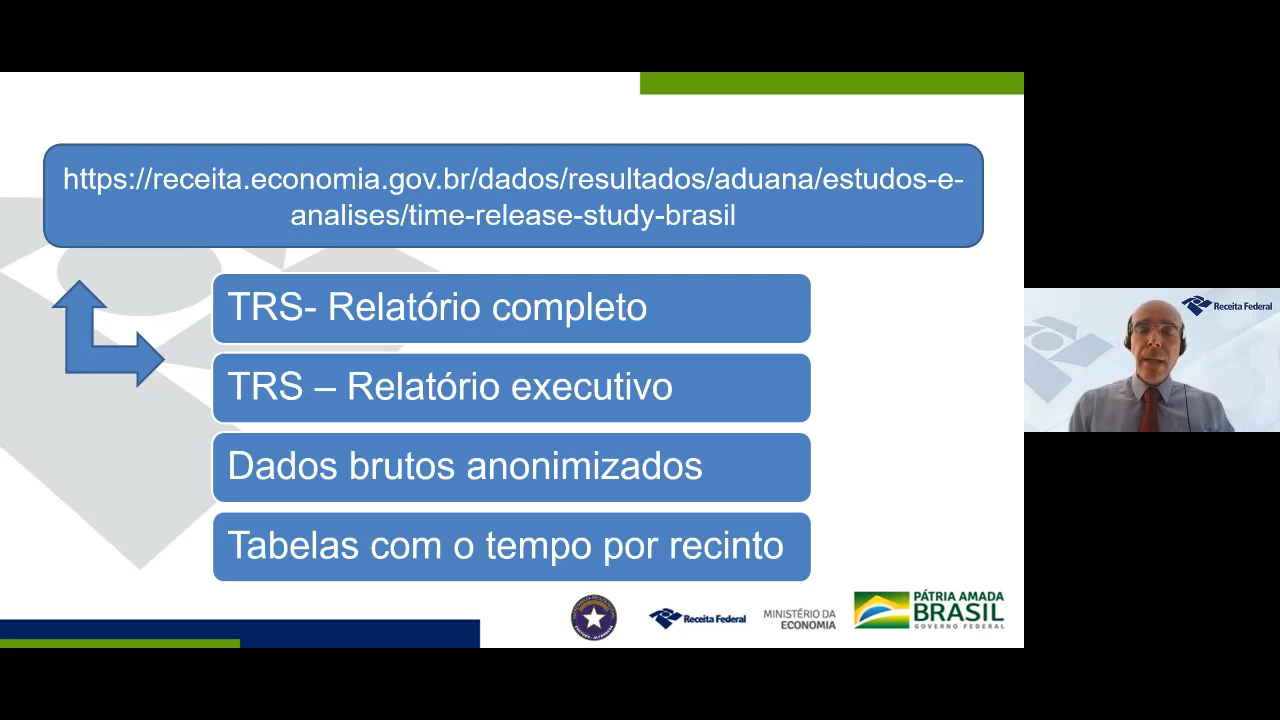 https://receita.economia.gov.br/dados/resultados/aduana/estudos-e-
analises/time-release-study-brasil
TRS- Relatório completo
TRS – Relatório executivo
Dados brutos anonimizados
Tabelas com o tempo por recinto
Receita Federal
Receita Federal
MINISTÉRIO DA
ECONOMIA
PÁTRIA AMADA
BRASIL
GOVERNO FEDERAL